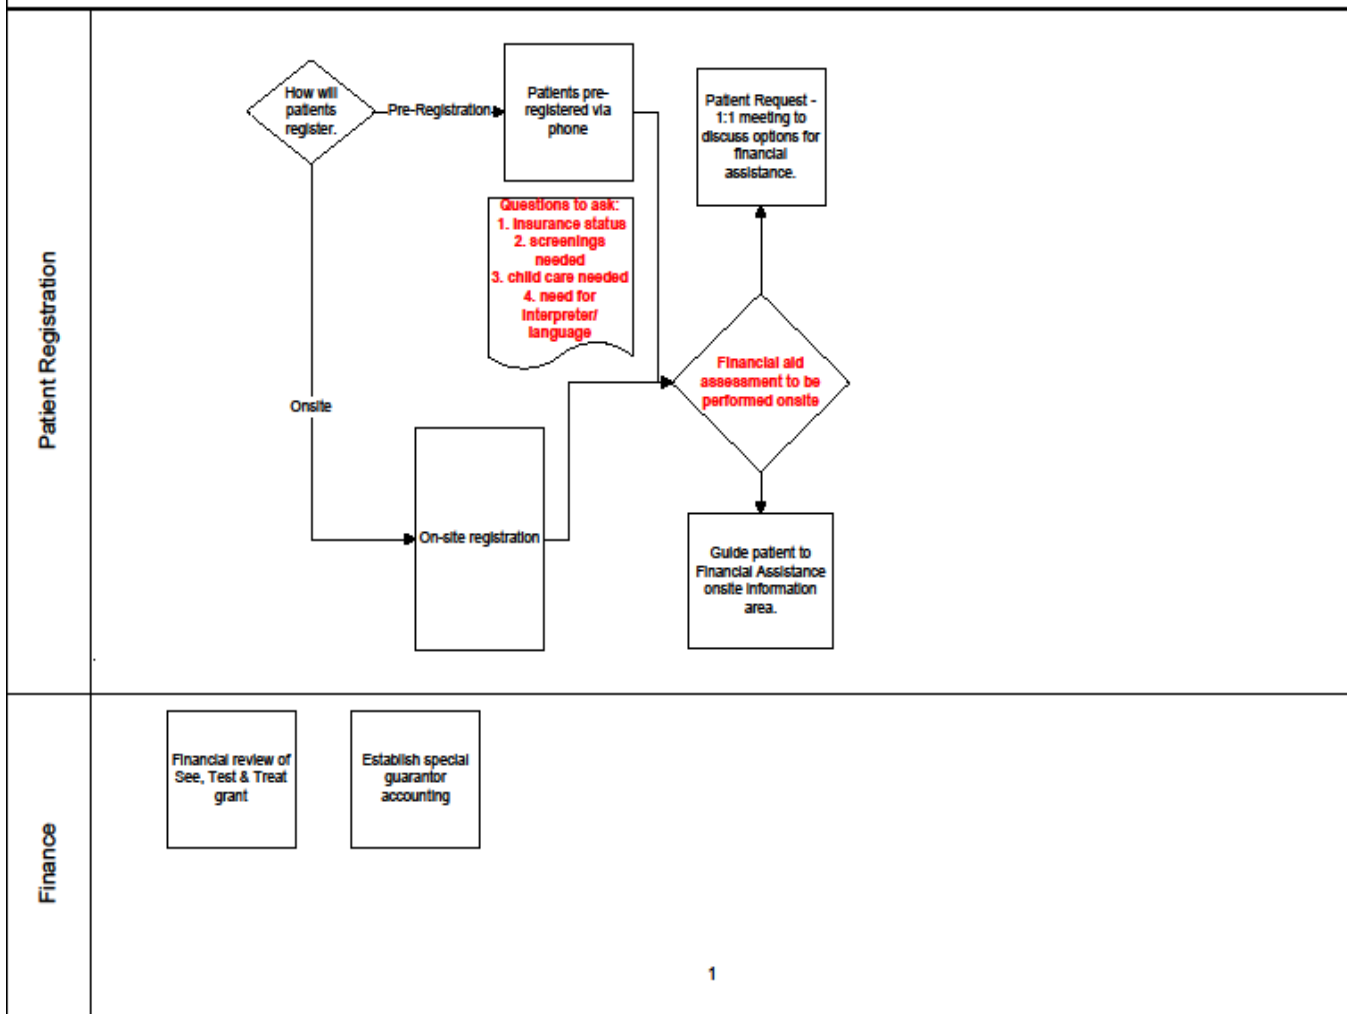 Patient Registration
How will
patients
register.
Pre-Registration
Patients pre-
registered via
phone
Patient Request -
1:1 meeting to
discuss options for
financial
assistance.
Questions to ask:
1. Insurance status
2. screenings
needed
3. child care needed
4. need for
Interpreter/
language
Financial aid
assessment to be
performed onsite
Onsite
On-site registration
Guide patient to
Financial Assistance
onsite information
area.
Finance
Financial review of
See, Test & Treat
grant
Establish special
guarantor
accounting
1